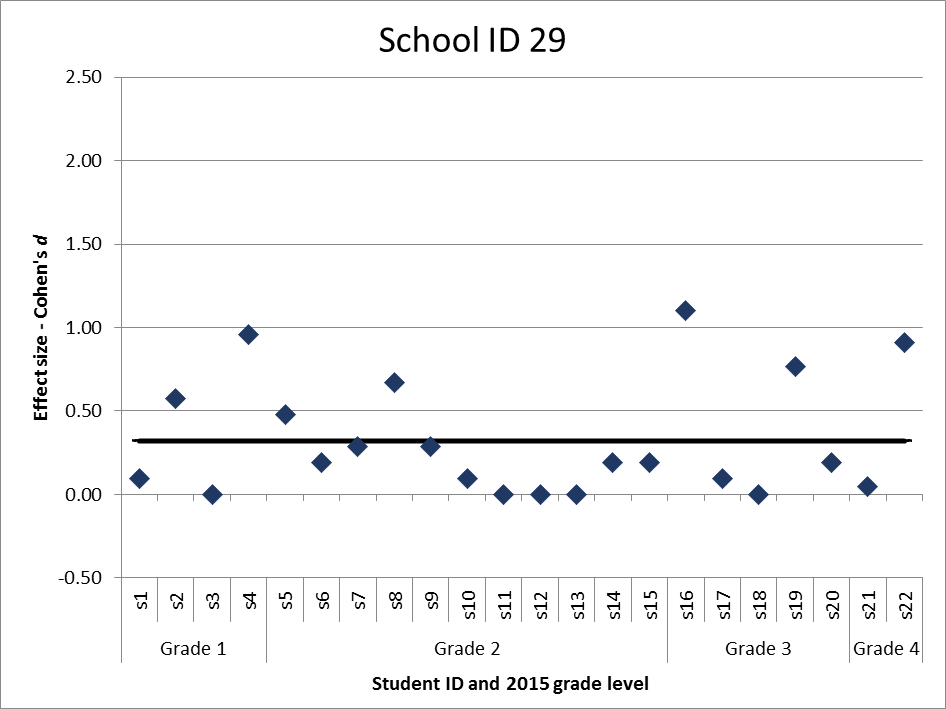 School ID 29
2.50
2.00
1.50
1.00
0.50
0.00
-0.50
Effect size - Cohen's d
s1 s2 s3 s4 s5 s6 s7 s8 s9 s10 s11 s12 s13 s14 s15 s16 s17 s18 s19 s20 s21 s22
Grade 1 Grade 2 Grade 3 Grade 4
Student ID and 2015 grade level